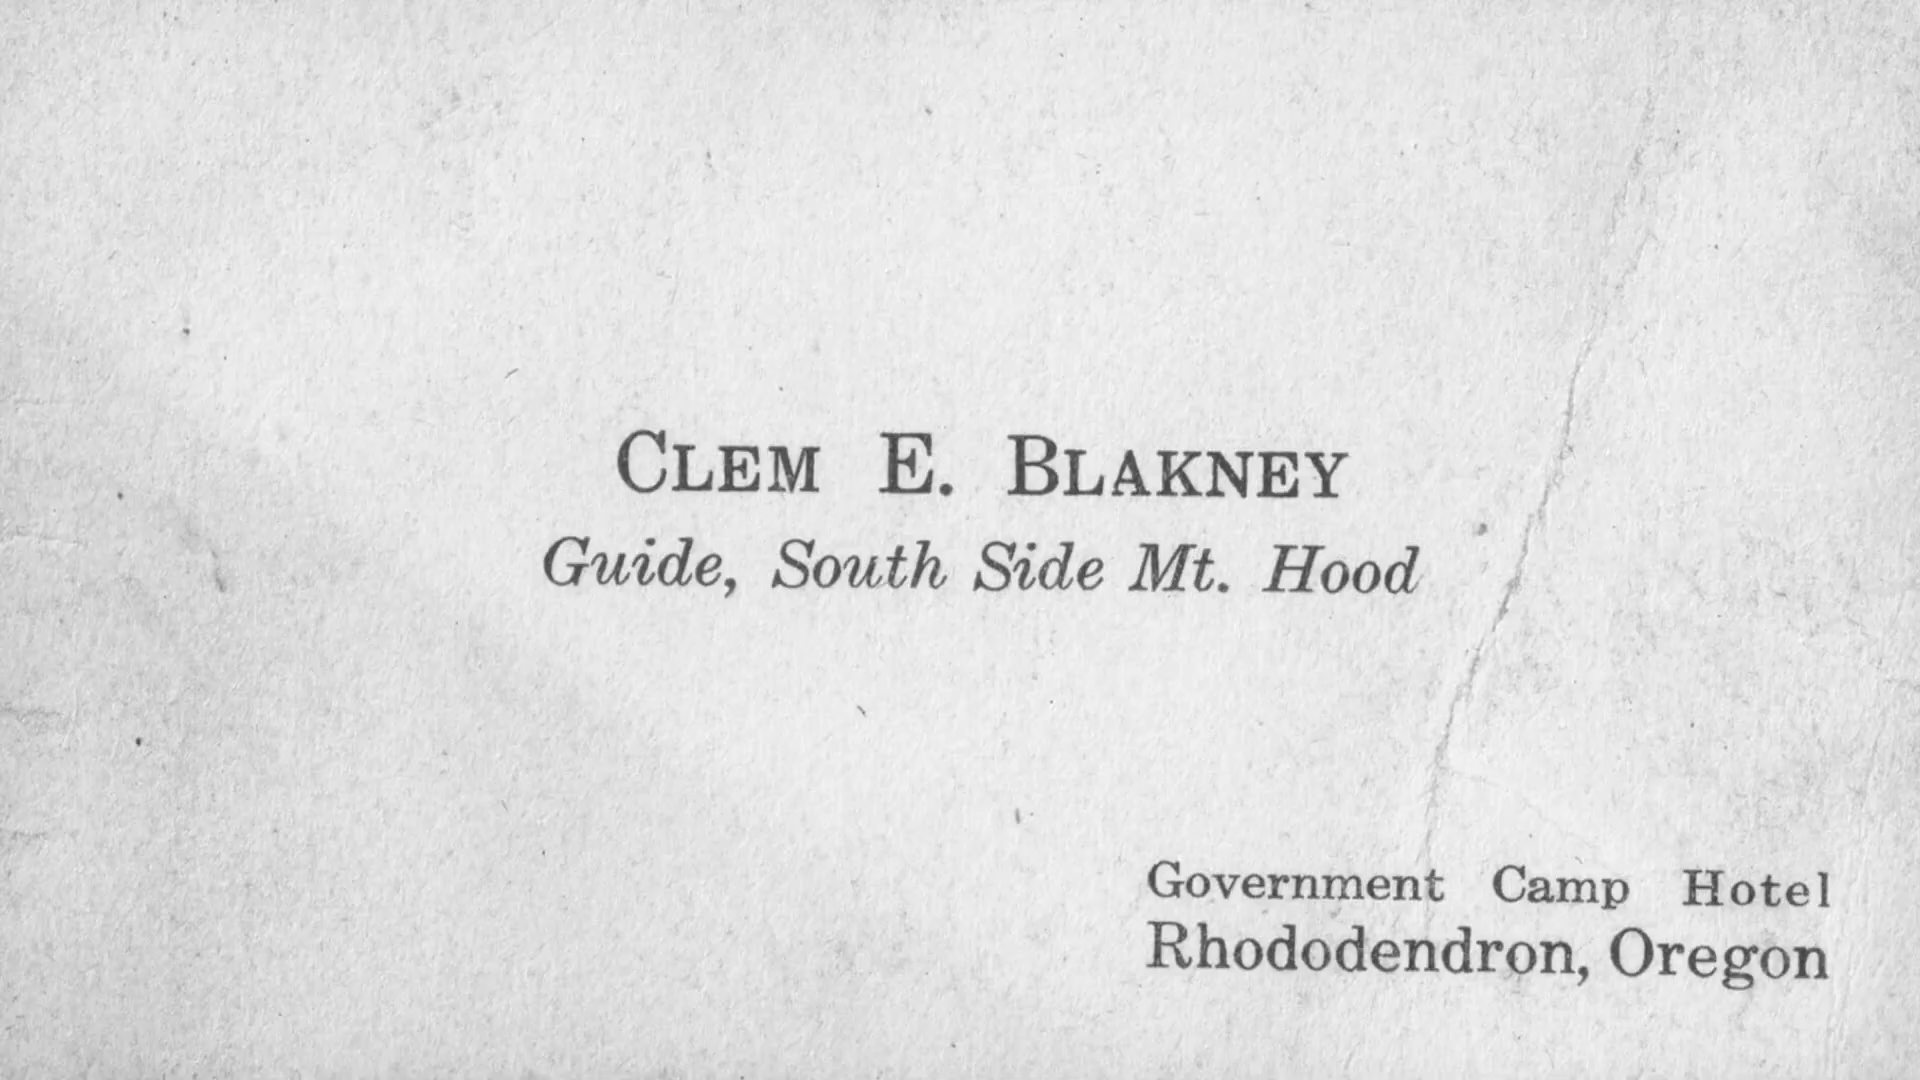 CLEM E. BLAKNEY
Guide, South Side Mt. Hood
Government Camp Hotel
Rhododendron, Oregon